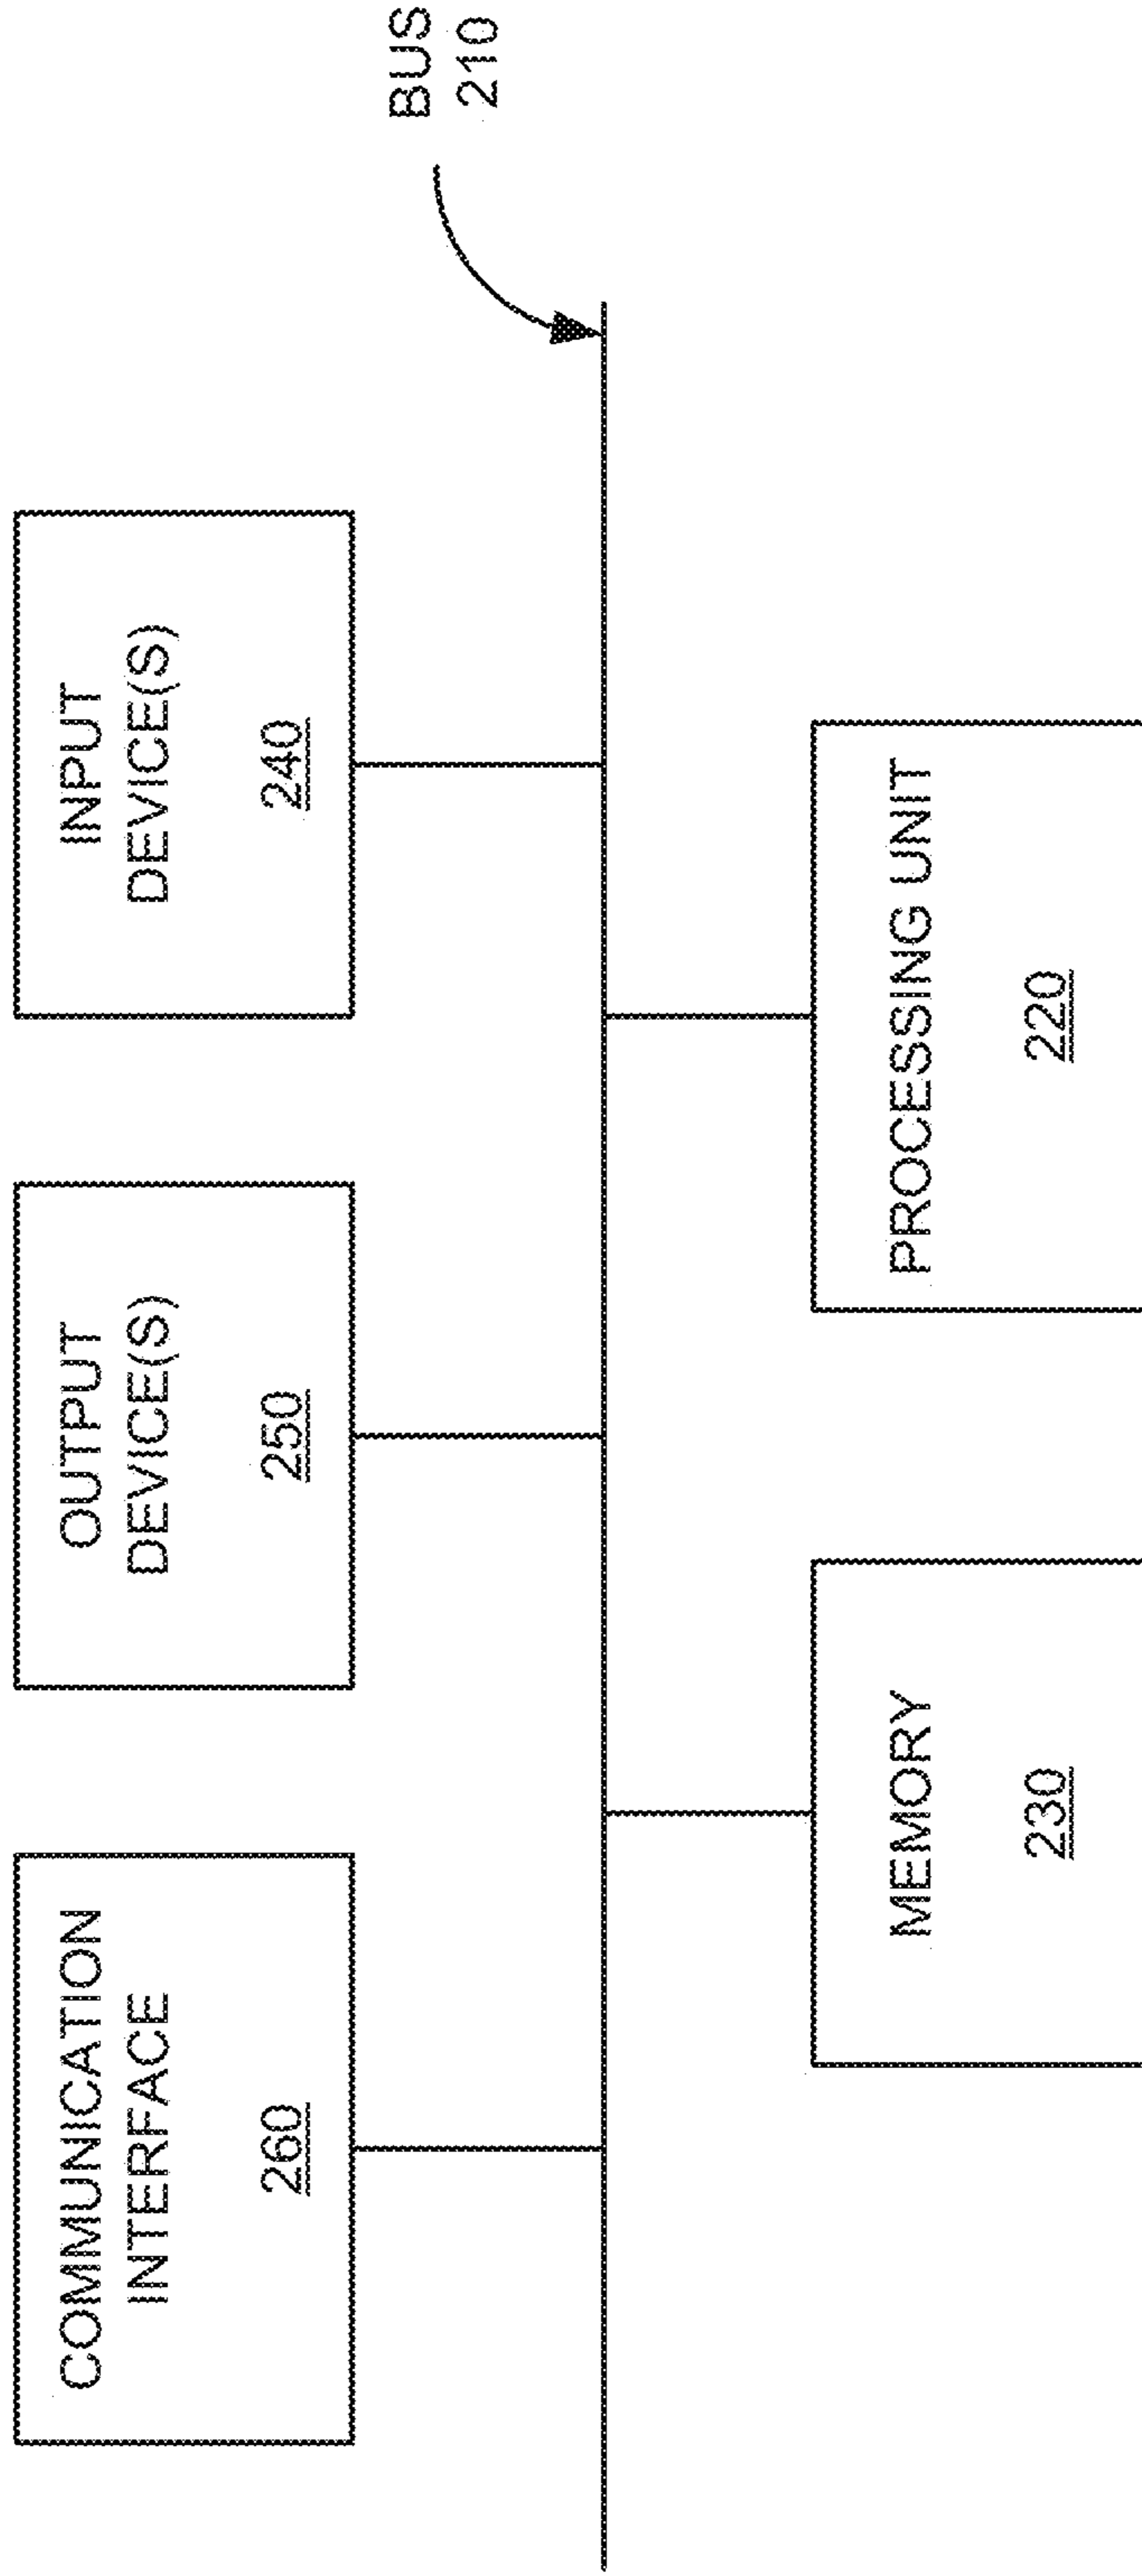 COMMUNICATION
INTERFACE
260
OUTPUT
DEVICE(S)
250
INPUT
DEVICE(S)
240
BUS
210
MEMORY
230
PROCESSING UNIT
220